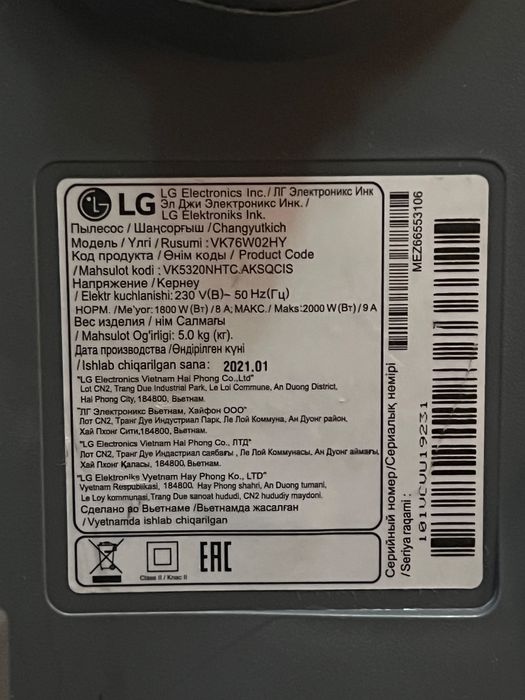 LG
LG Electronics Inc./ ЛГ Электроникс Инк
Эл Джи Электроникс Инк. /
LG Elektroniks Ink.
Пылесос / Шаңсорғыш / Changyutkich
Модель / Үлгі / Rusumi : VK76W02HY
Код продукта / Өнім коды / Product Code
/ Mahsulot kodi : VK5320NHTC.AKSQCIS
Напряжение / Кернеу
/ Elektr kuchlanishi: 230 V(В)~ 50 Hz(Гц)
НОРМ. / Me'yor: 1800 W (Вт) / 8 A; МАКС. / Maks:2000 W (Вт) / 9 A
Вес изделия / нім Салмағы
/ Mahsulot Og'irligi: 5.0 kg (кг).
Дата производства /Өндірілген күні
/Ishlab chiqarilgan sana: 2021.01
"LG Electronics Vietnam Hai Phong Co.,Ltd"
Lot CN2, Trang Due Industrial Park, Le Loi Commune, An Duong District,
Hai Phong City, 184800, Вьетнам.
"ЛГ Электроникс Вьетнам, Хайфон ООО"
Лот CN2, Транг Дуе Индустриал Парк, Ле Лой Коммуна, Ан Дуонг район,
Хай Пхонг Сити,184800, Вьетнам.
"LG Electronics Vietnam Hai Phong Co., ЛТД"
Лот CN2, Транг Дуе Индастриал саябағы , Ле Лой Коммунасы, Ан Дуонг аймағы,
Хай Пхонг Қаласы, 184800, Вьетнам.
"LG Elektroniks Vyetnam Hay Phong Ko., LTD"
Vyetnam Respublikasi, 184800, Hay Phong shahri, An Duong tumani,
Le Loy kommunasi,Trang Due sanoat hududi, CN2 hududiy maydoni.
Сделано во Вьетнаме /Вьетнамда жасалған
/ Vyetnamda ishlab chiqarilgan
Class II / Класс II
EAC
MEZ66553106
Серийный номер /Сериалық немірі
/Seriya raqami :
101VCVU19231